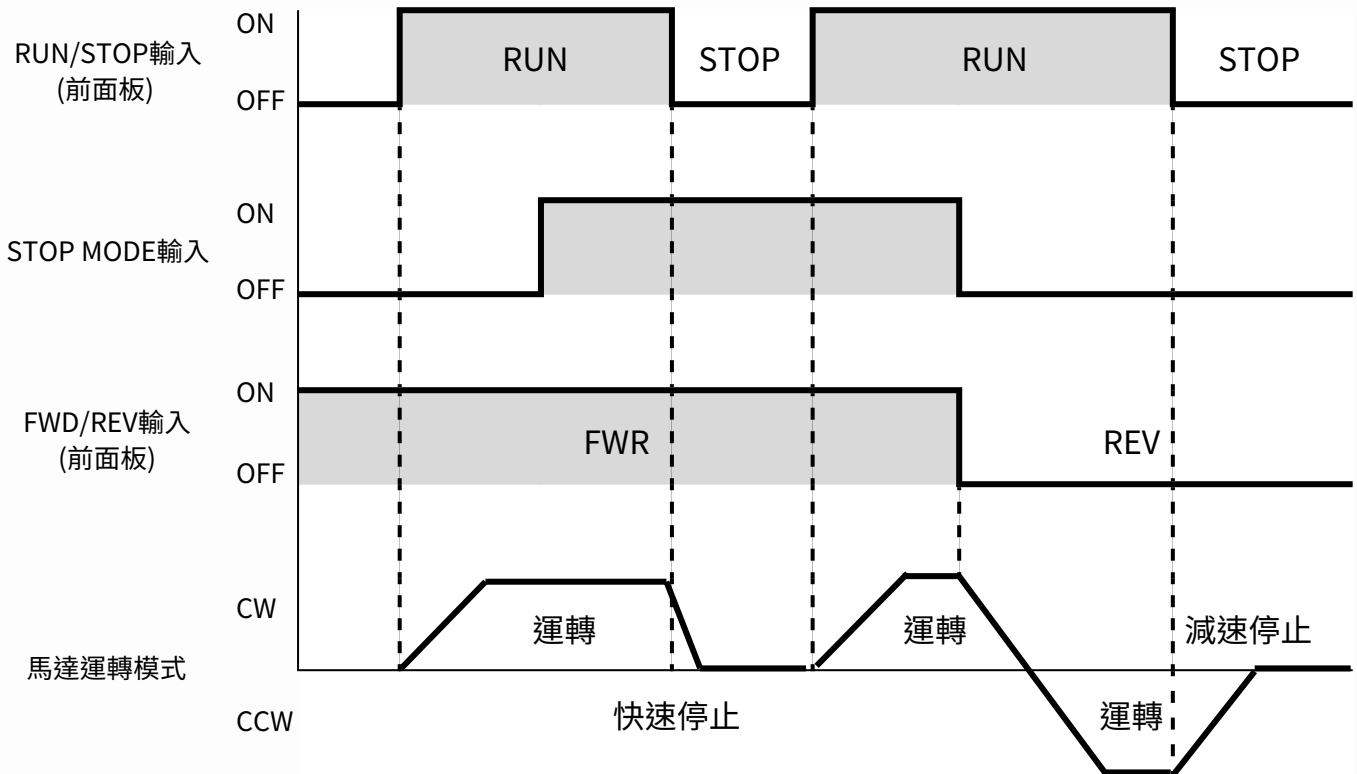 ON
RUN/STOP輸入
(前面板)
OFF
RUN
STOP
RUN
STOP
ON
STOP MODE輸入
OFF
ON
FWD/REV輸入
(前面板)
OFF
FWR
REV
CW
馬達運轉模式
CCW
運轉
快速停止
運轉
運轉
減速停止